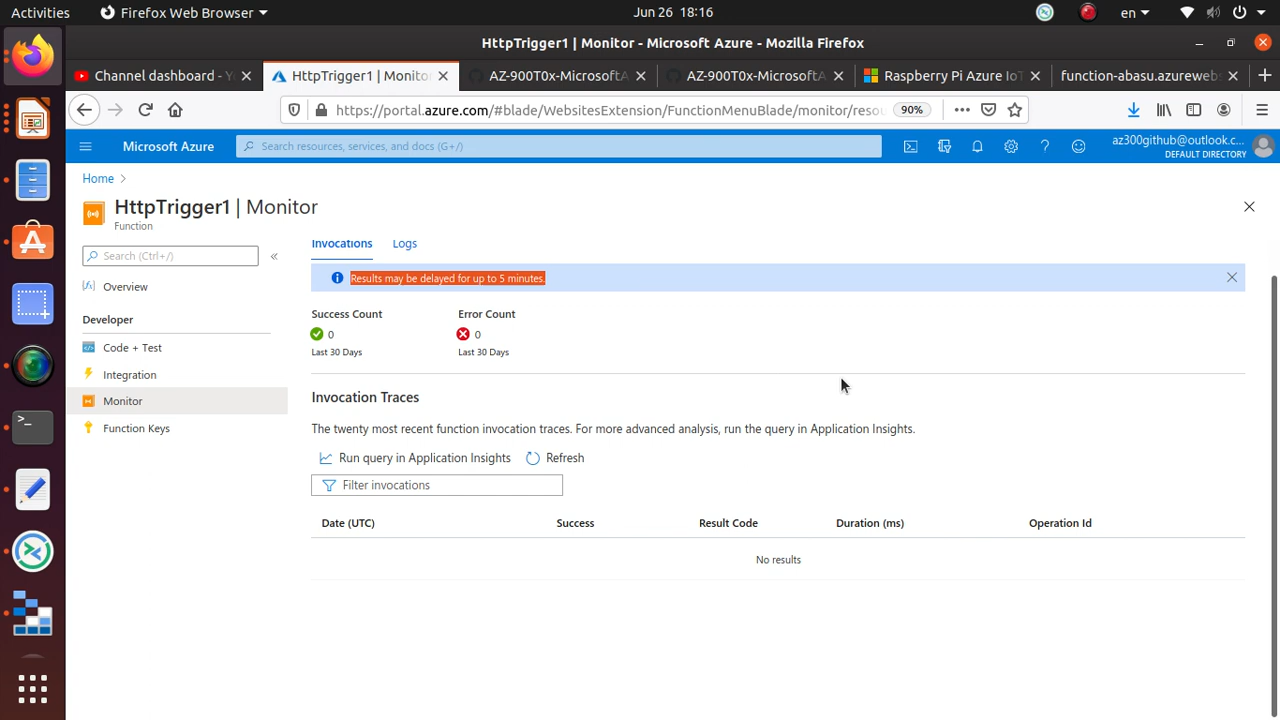 Activities
Firefox Web Browser
Jun 26 18:16
en
HttpTrigger1 | Monitor - Microsoft Azure - Mozilla Firefox
Channel dashboard - Y
HttpTrigger1 | Monitor
AZ-900T0x-MicrosoftA
AZ-900T0x-MicrosoftA
Raspberry Pi Azure IoT
function-abasu.azurewebs
https://portal.azure.com/#blade/WebsitesExtension/FunctionMenuBlade/monitor/resou
90%
Microsoft Azure
Search resources, services, and docs (G+/)
az300github@outlook.c...
DEFAULT DIRECTORY
Home
HttpTrigger1 | Monitor
Function
Search (Ctrl+/)
Overview
Developer
Code + Test
Integration
Monitor
Function Keys
Invocations
Logs
Results may be delayed for up to 5 minutes.
Success Count
Error Count
0
0
Last 30 Days
Last 30 Days
Invocation Traces
The twenty most recent function invocation traces. For more advanced analysis, run the query in Application Insights.
Run query in Application Insights
Refresh
Filter invocations
Date (UTC)
Success
Result Code
Duration (ms)
Operation Id
No results